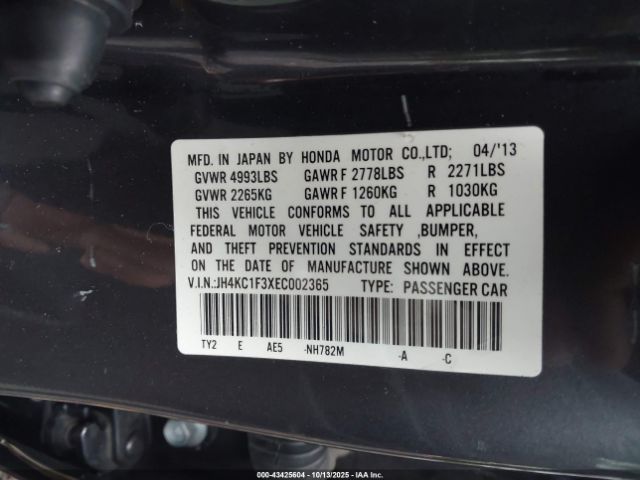 MFD. IN JAPAN BY HONDA MOTOR CO.,LTD; 04/'13
GVWR 4993LBS GAWR F 2778LBS R 2271LBS
GVWR 2265KG GAWR F 1260KG R 1030KG
THIS VEHICLE CONFORMS TO ALL APPLICABLE
FEDERAL MOTOR VEHICLE SAFETY ,BUMPER,
AND THEFT PREVENTION STANDARDS IN EFFECT
ON THE DATE OF MANUFACTURE SHOWN ABOVE.
V.I.N.:JH4KC1F3XEC002365 TYPE: PASSENGER CAR
TY2 E AE5 -NH782M -A -C
000-43425604 - 10/13/2025 - IAAI.COM